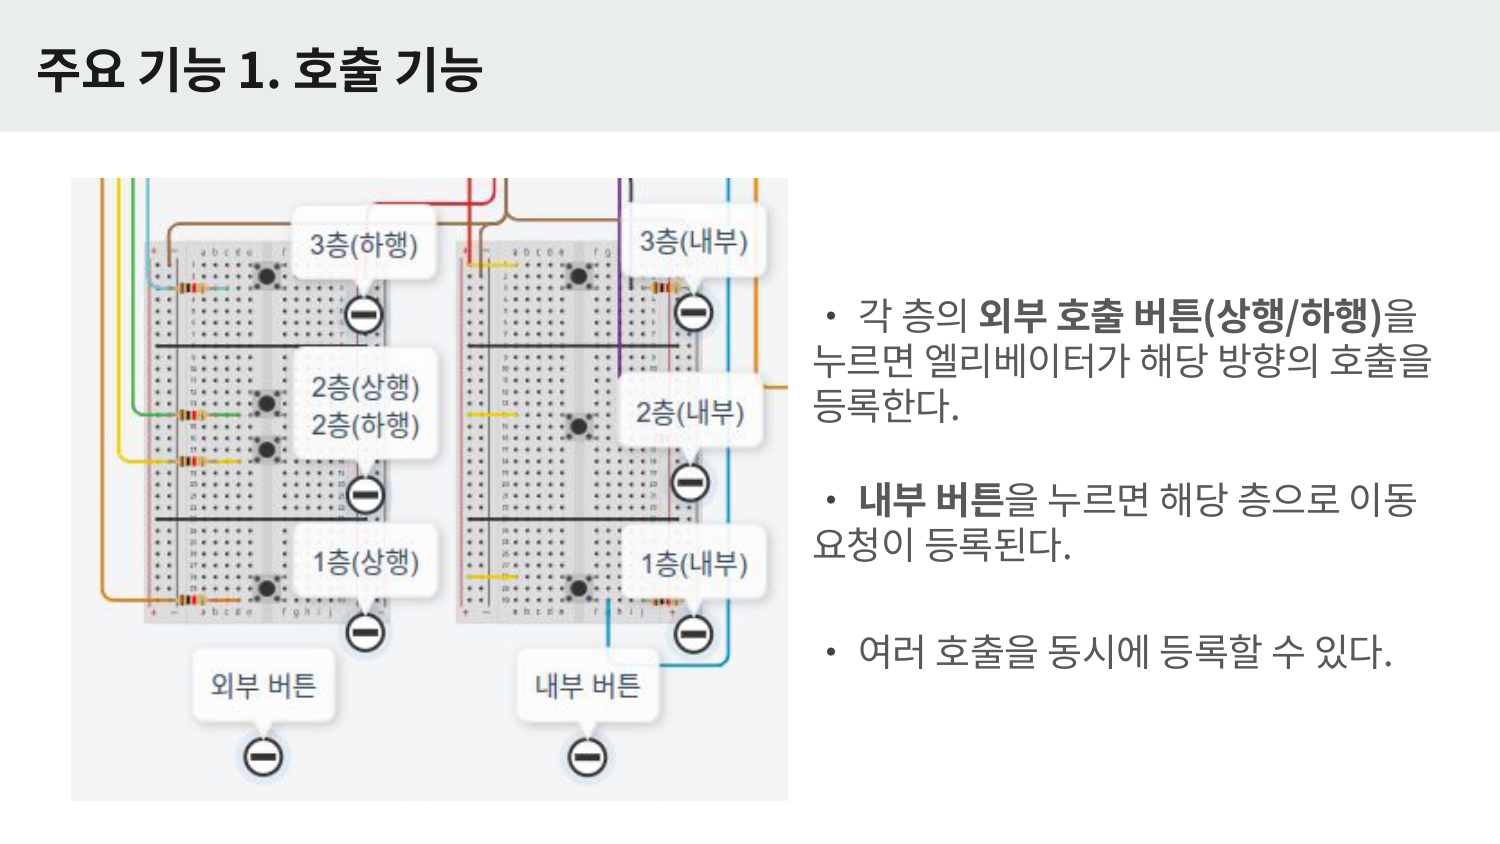 주요 기능 1. 호출 기능
3층(하행)
2층(상행)
2층(하행)
1층(상행)
외부 버튼
3층(내부)
2층(내부)
1층(내부)
내부 버튼
• 각 층의 외부 호출 버튼(상행/하행)을
누르면 엘리베이터가 해당 방향의 호출을
등록한다.
• 내부 버튼을 누르면 해당 층으로 이동
요청이 등록된다.
• 여러 호출을 동시에 등록할 수 있다.